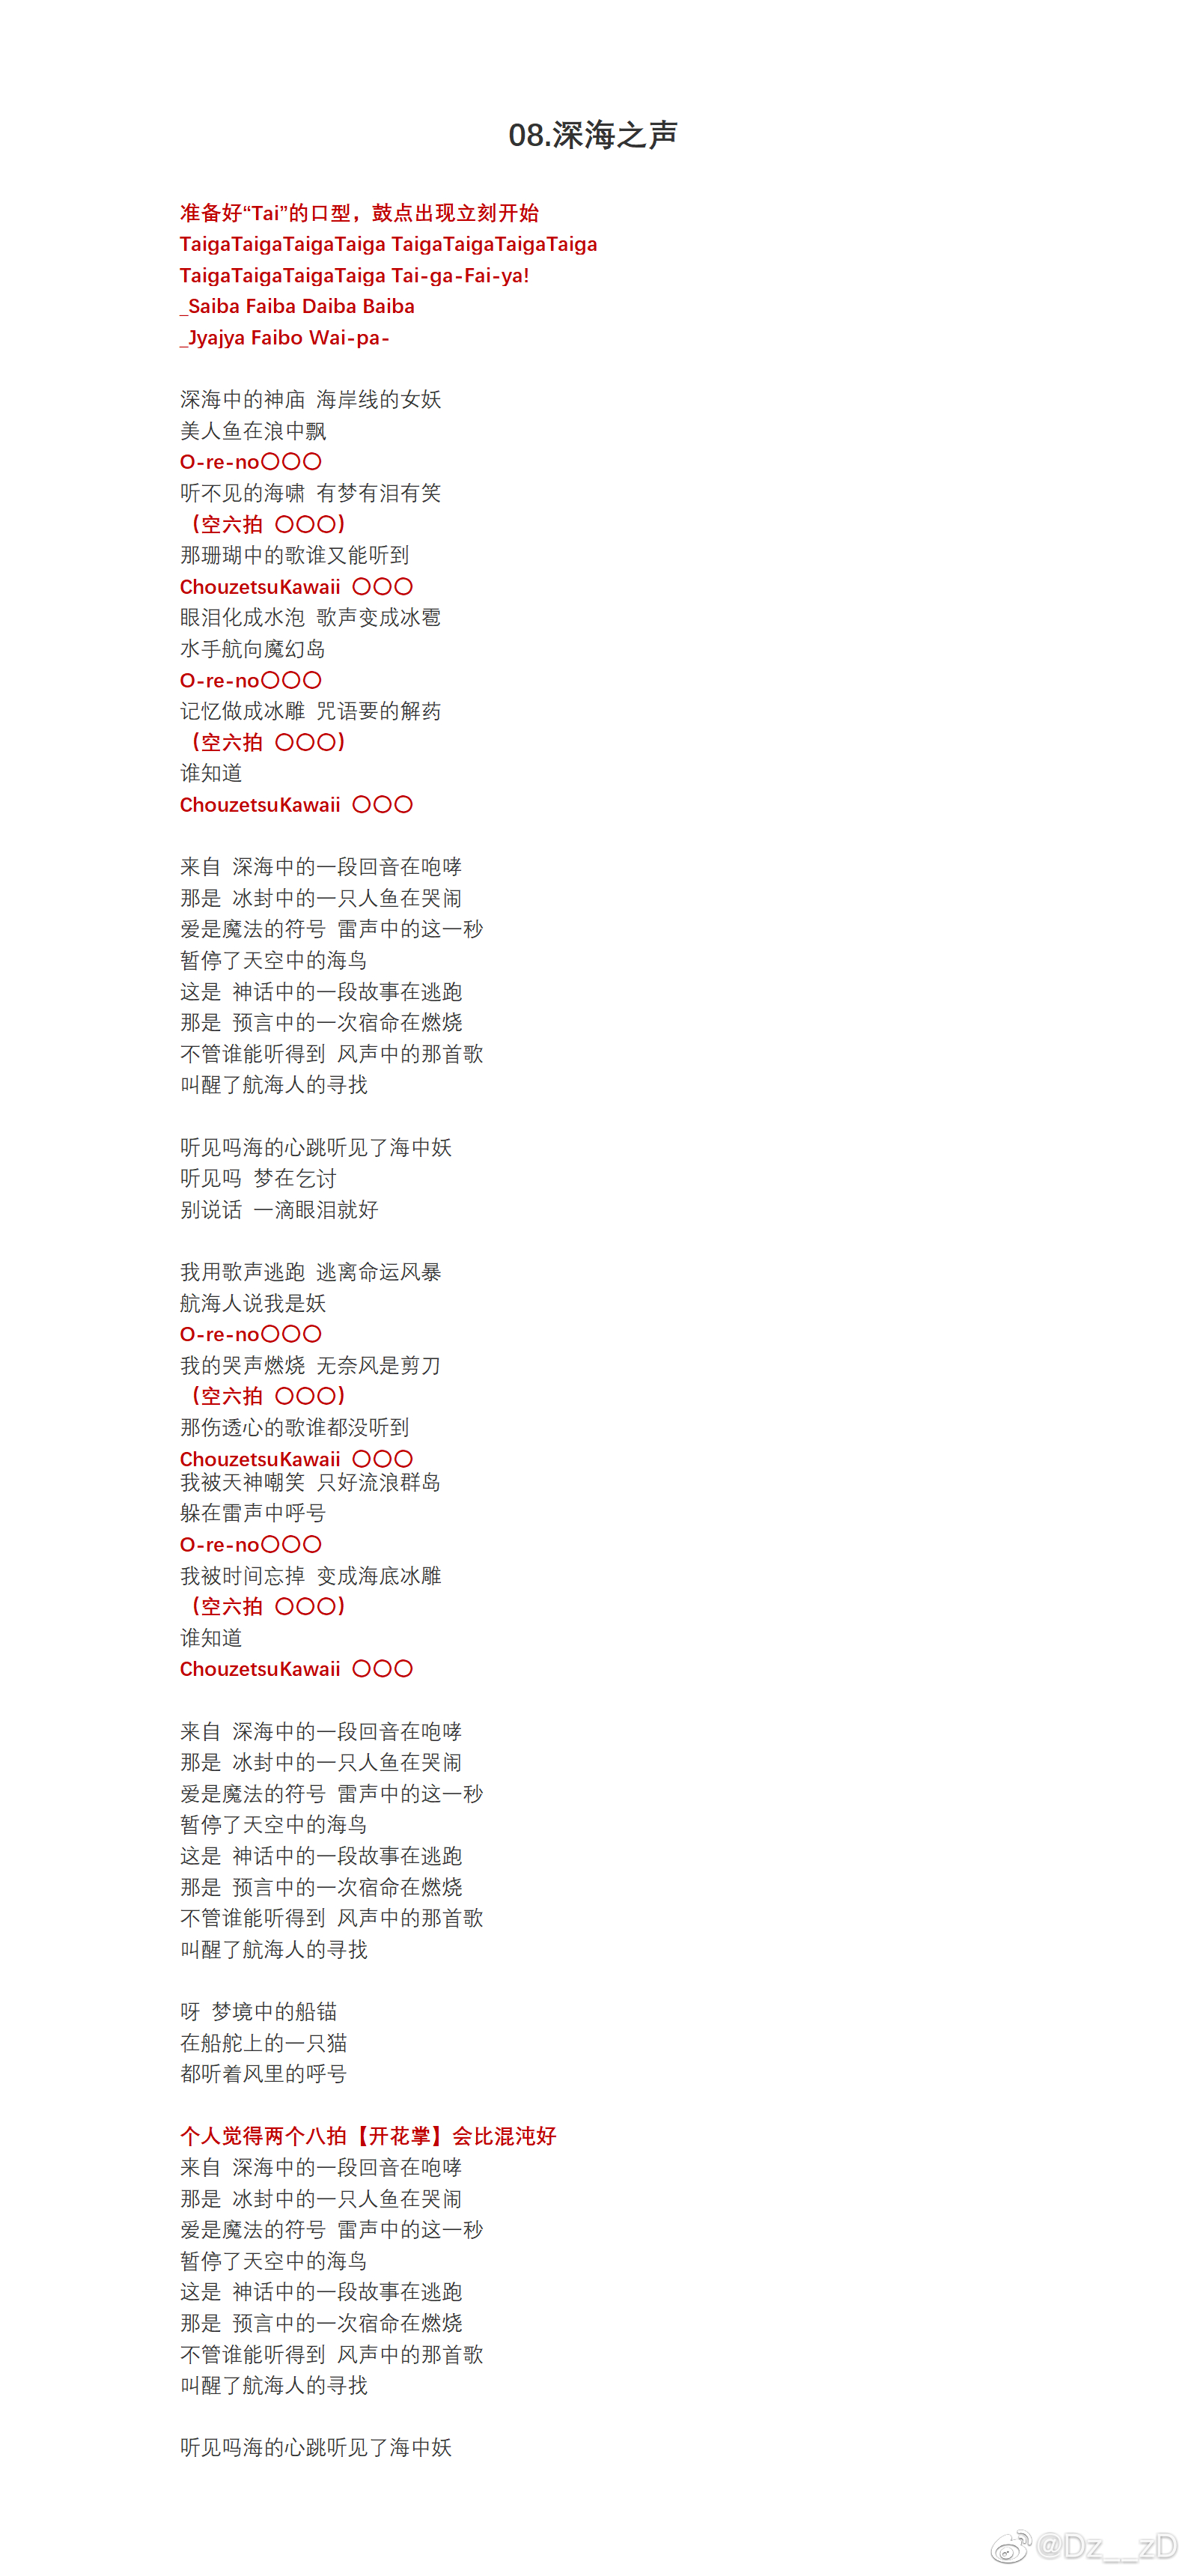 08.深海之声
准备好“Tai”的口型，鼓点出现立刻开始
TaigaTaigaTaigaTaiga TaigaTaigaTaigaTaiga
TaigaTaigaTaigaTaiga Tai-ga-Fai-ya!
_Saiba Faiba Daiba Baiba
_Jyajya Faibo Wai-pa-
深海中的神庙 海岸线的女妖
美人鱼在浪中飘
O-re-no〇〇〇
听不见的海啸 有梦有泪有笑
（空六拍 〇〇〇）
那珊瑚中的歌谁又能听到
ChouzetsuKawaii 〇〇〇
眼泪化成水泡 歌声变成冰雹
水手航向魔幻岛
O-re-no〇〇〇
记忆做成冰雕 咒语要的解药
（空六拍 〇〇〇）
谁知道
ChouzetsuKawaii 〇〇〇
来自 深海中的一段回音在咆哮
那是 冰封中的一只人鱼在哭闹
爱是魔法的符号 雷声中的这一秒
暂停了天空中的海鸟
这是 神话中的一段故事在逃跑
那是 预言中的一次宿命在燃烧
不管谁能听得到 风声中的那首歌
叫醒了航海人的寻找
听见吗海的心跳听见了海中妖
听见吗 梦在乞讨
别说话 一滴眼泪就好
我用歌声逃跑 逃离命运风暴
航海人说我是妖
O-re-no〇〇〇
我的哭声燃烧 无奈风是剪刀
（空六拍 〇〇〇）
那伤透心的歌谁都没听到
ChouzetsuKawaii 〇〇〇
我被天神嘲笑 只好流浪群岛
躲在雷声中呼号
O-re-no〇〇〇
我被时间忘掉 变成海底冰雕
（空六拍 〇〇〇）
谁知道
ChouzetsuKawaii 〇〇〇
来自 深海中的一段回音在咆哮
那是 冰封中的一只人鱼在哭闹
爱是魔法的符号 雷声中的这一秒
暂停了天空中的海鸟
这是 神话中的一段故事在逃跑
那是 预言中的一次宿命在燃烧
不管谁能听得到 风声中的那首歌
叫醒了航海人的寻找
呀 梦境中的船锚
在船舵上的一只猫
都听着风里的呼号
个人觉得两个八拍【开花掌】会比混沌好
来自 深海中的一段回音在咆哮
那是 冰封中的一只人鱼在哭闹
爱是魔法的符号 雷声中的这一秒
暂停了天空中的海鸟
这是 神话中的一段故事在逃跑
那是 预言中的一次宿命在燃烧
不管谁能听得到 风声中的那首歌
叫醒了航海人的寻找
听见吗海的心跳听见了海中妖
@Dz__zD